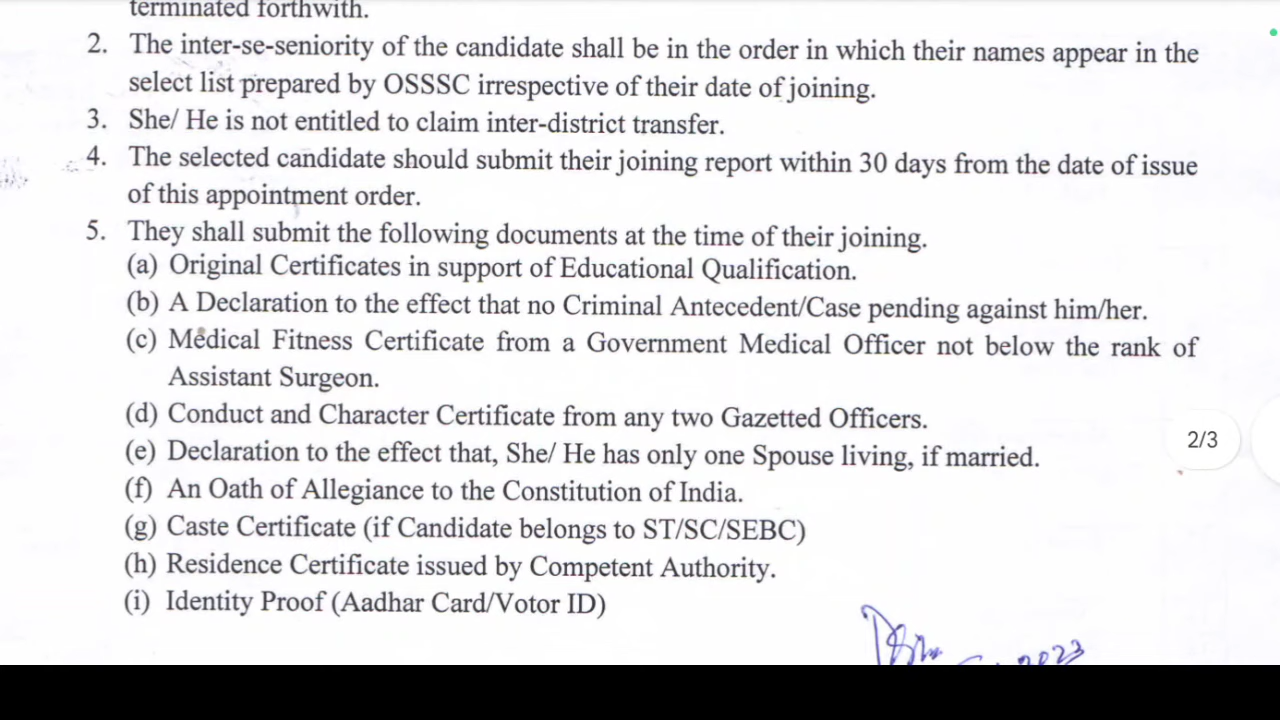 terminated forthwith.
2. The inter-se-seniority of the candidate shall be in the order in which their names appear in the
select list prepared by OSSSC irrespective of their date of joining.
3. She/ He is not entitled to claim inter-district transfer.
4. The selected candidate should submit their joining report within 30 days from the date of issue
of this appointment order.
5. They shall submit the following documents at the time of their joining.
(a) Original Certificates in support of Educational Qualification.
(b) A Declaration to the effect that no Criminal Antecedent/Case pending against him/her.
(c) Medical Fitness Certificate from a Government Medical Officer not below the rank of
Assistant Surgeon.
(d) Conduct and Character Certificate from any two Gazetted Officers.
2/3
(e) Declaration to the effect that, She/ He has only one Spouse living, if married.
(f) An Oath of Allegiance to the Constitution of India.
(g) Caste Certificate (if Candidate belongs to ST/SC/SEBC)
(h) Residence Certificate issued by Competent Authority.
(i) Identity Proof (Aadhar Card/Votor ID)
2023